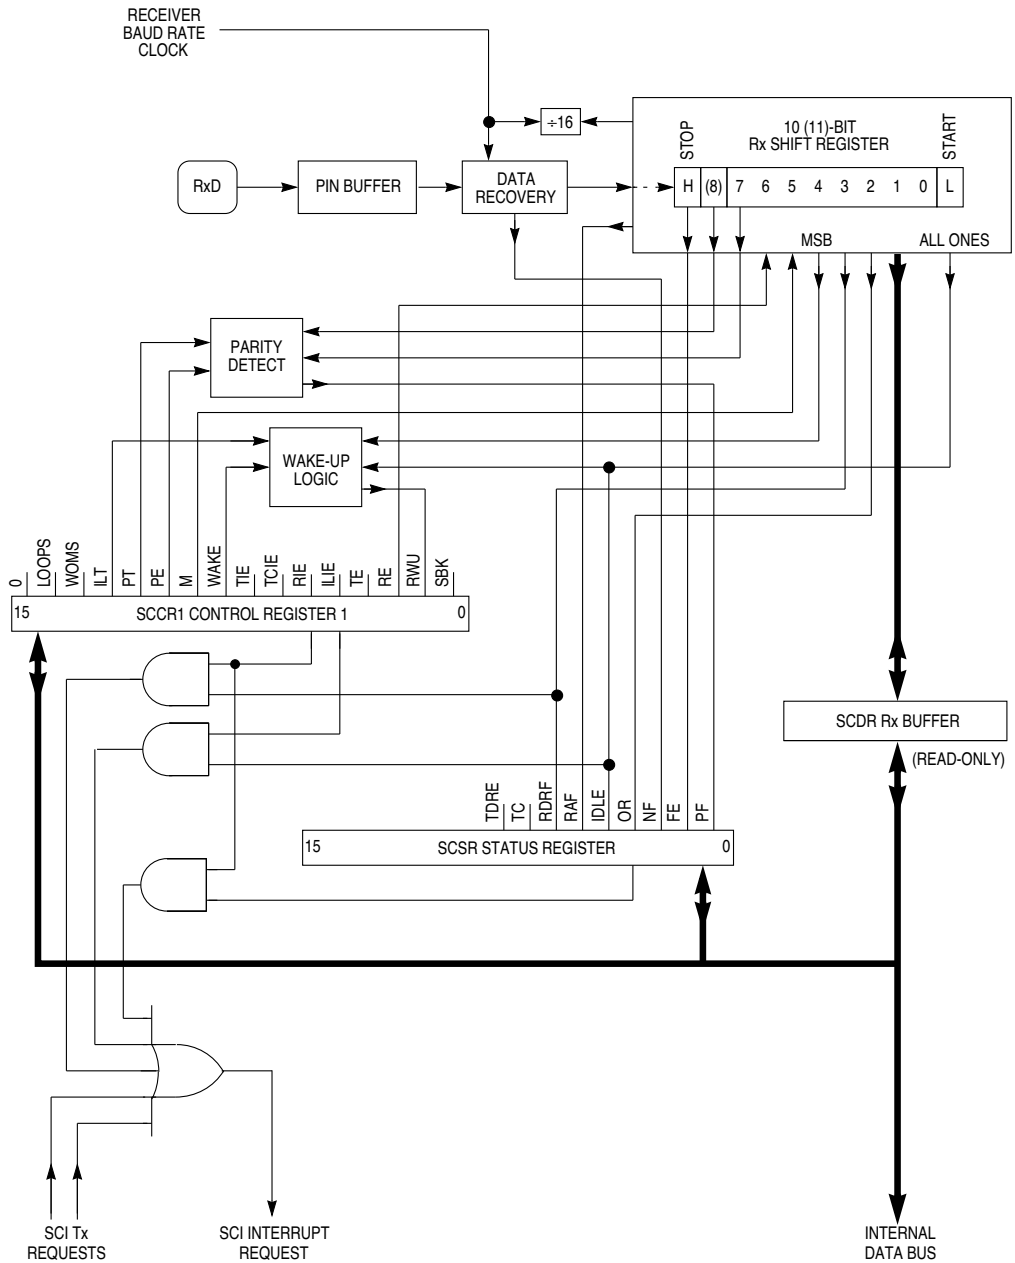 RECEIVER
BAUD RATE
CLOCK
÷16
STOP
10 (11)-BIT
Rx SHIFT REGISTER
START
RxD
PIN BUFFER
DATA
RECOVERY
H (8) 7 6 5 4 3 2 1 0 L
MSB
ALL ONES
PARITY
DETECT
WAKE-UP
LOGIC
0
LOOPS
WOMS
ILT
PT
PE
M
WAKE
TIE
TCIE
RIE
ILIE
TE
RE
RWU
SBK
15 SCCR1 CONTROL REGISTER 1 0
SCDR Rx BUFFER
(READ-ONLY)
TDRE
TC
RDRF
RAF
IDLE
OR
NF
FE
PF
15 SCSR STATUS REGISTER 0
SCI Tx
REQUESTS
SCI INTERRUPT
REQUEST
INTERNAL
DATA BUS